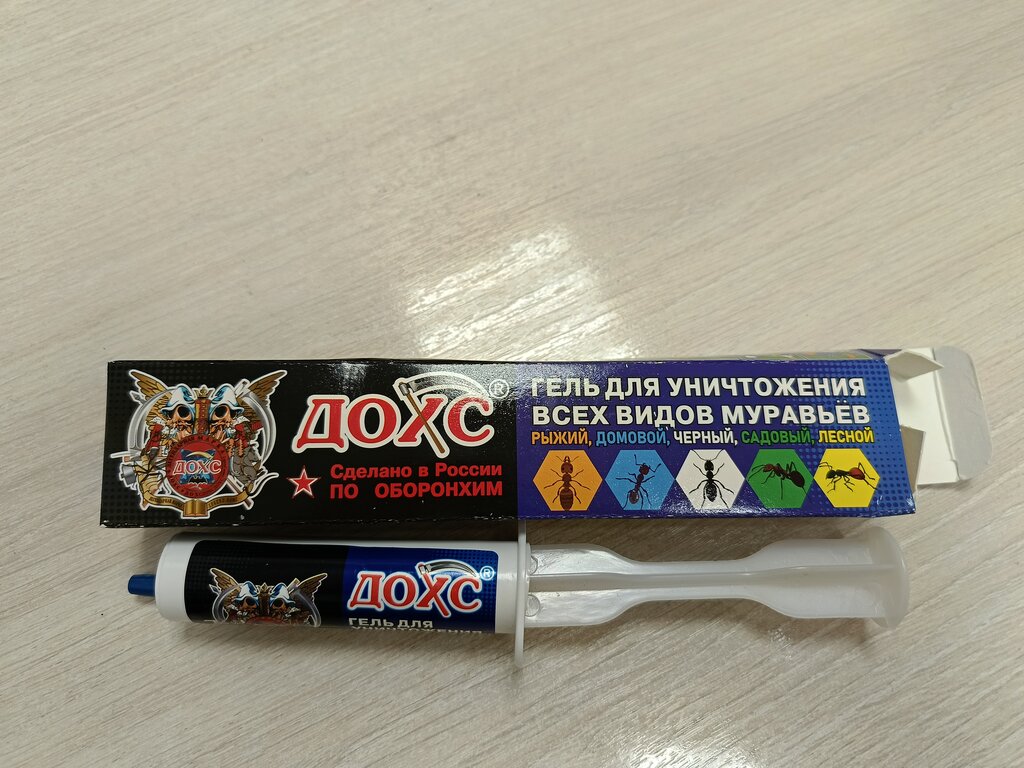 ДОХС
ДОХС®
Сделано в России
ПО ОБОРОНХИМ
ГЕЛЬ ДЛЯ УНИЧТОЖЕНИЯ
ВСЕХ ВИДОВ МУРАВЬЁВ
РЫЖИЙ, ДОМОВОЙ, ЧЕРНЫЙ, САДОВЫЙ, ЛЕСНОЙ
ДОХС®
ГЕЛЬ ДЛЯ
УНИЧТОЖЕНИЯ